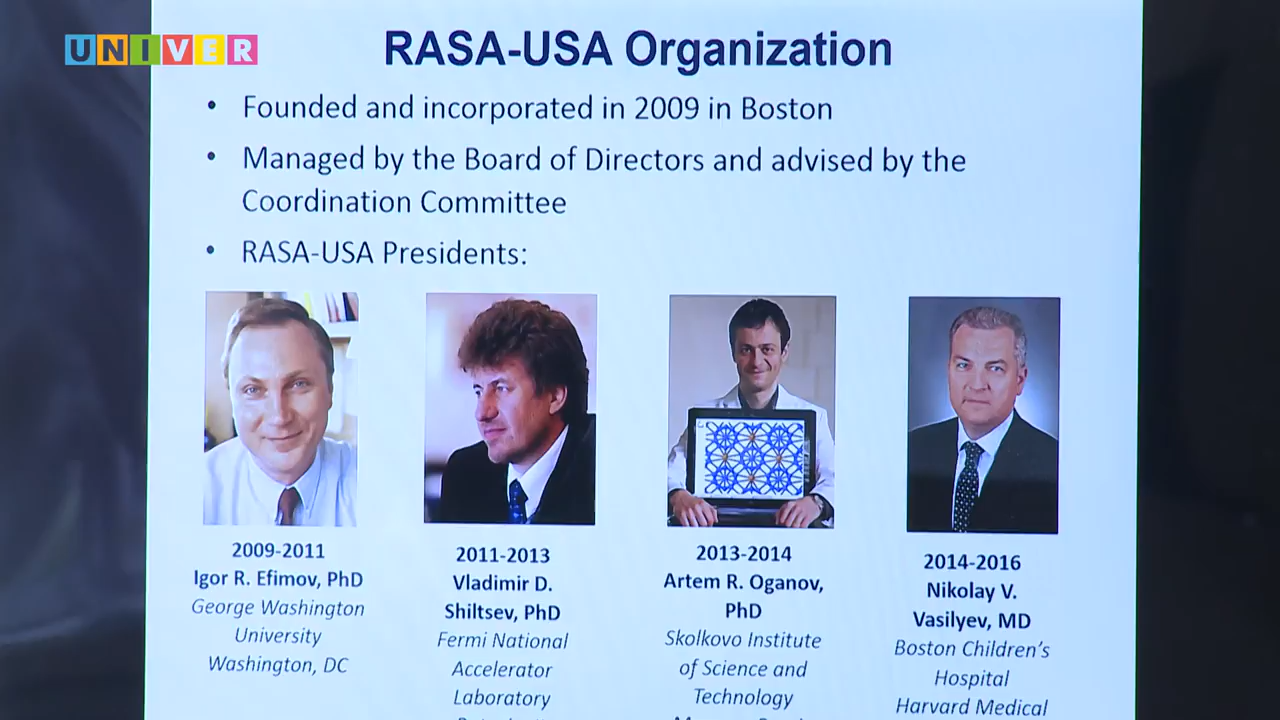 UNIVER
RASA-USA Organization
• Founded and incorporated in 2009 in Boston
• Managed by the Board of Directors and advised by the
Coordination Committee
• RASA-USA Presidents:
2009-2011
Igor R. Efimov, PhD
George Washington
University
Washington, DC
2011-2013
Vladimir D.
Shiltsev, PhD
Fermi National
Accelerator
Laboratory
2013-2014
Artem R. Oganov,
PhD
Skolkovo Institute
of Science and
Technology
2014-2016
Nikolay V.
Vasilyev, MD
Boston Children's
Hospital
Harvard Medical